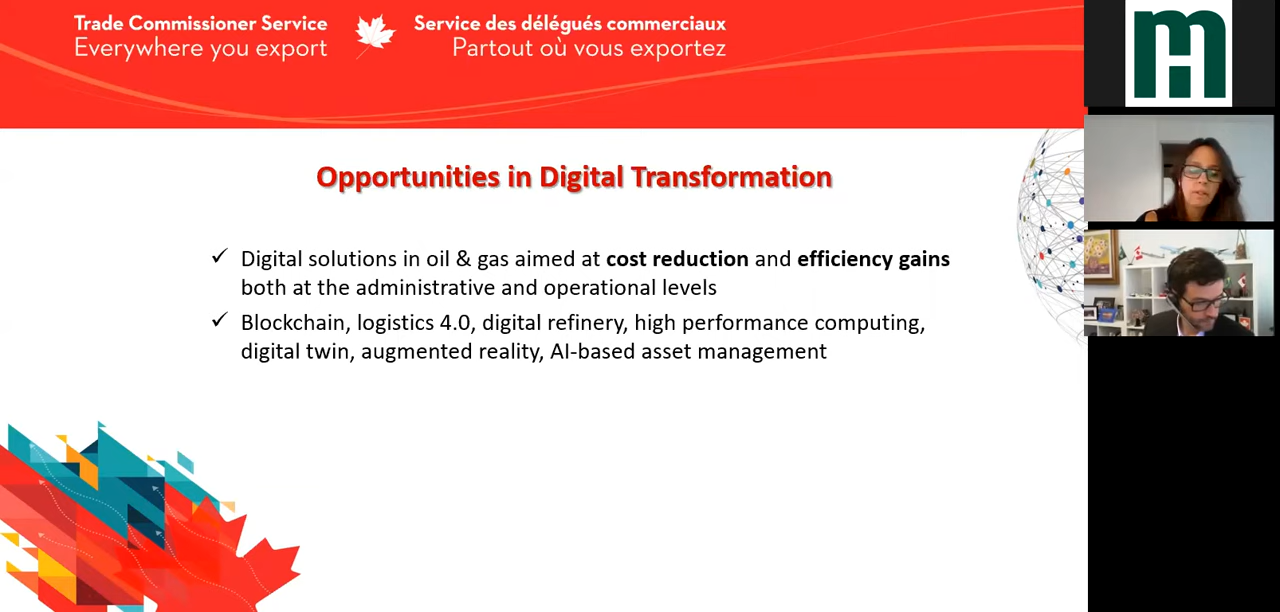 Trade Commissioner Service
Everywhere you export
Service des délégués commerciaux
Partout où vous exportez
Opportunities in Digital Transformation
✓ Digital solutions in oil & gas aimed at cost reduction and efficiency gains
both at the administrative and operational levels
✓ Blockchain, logistics 4.0, digital refinery, high performance computing,
digital twin, augmented reality, AI-based asset management